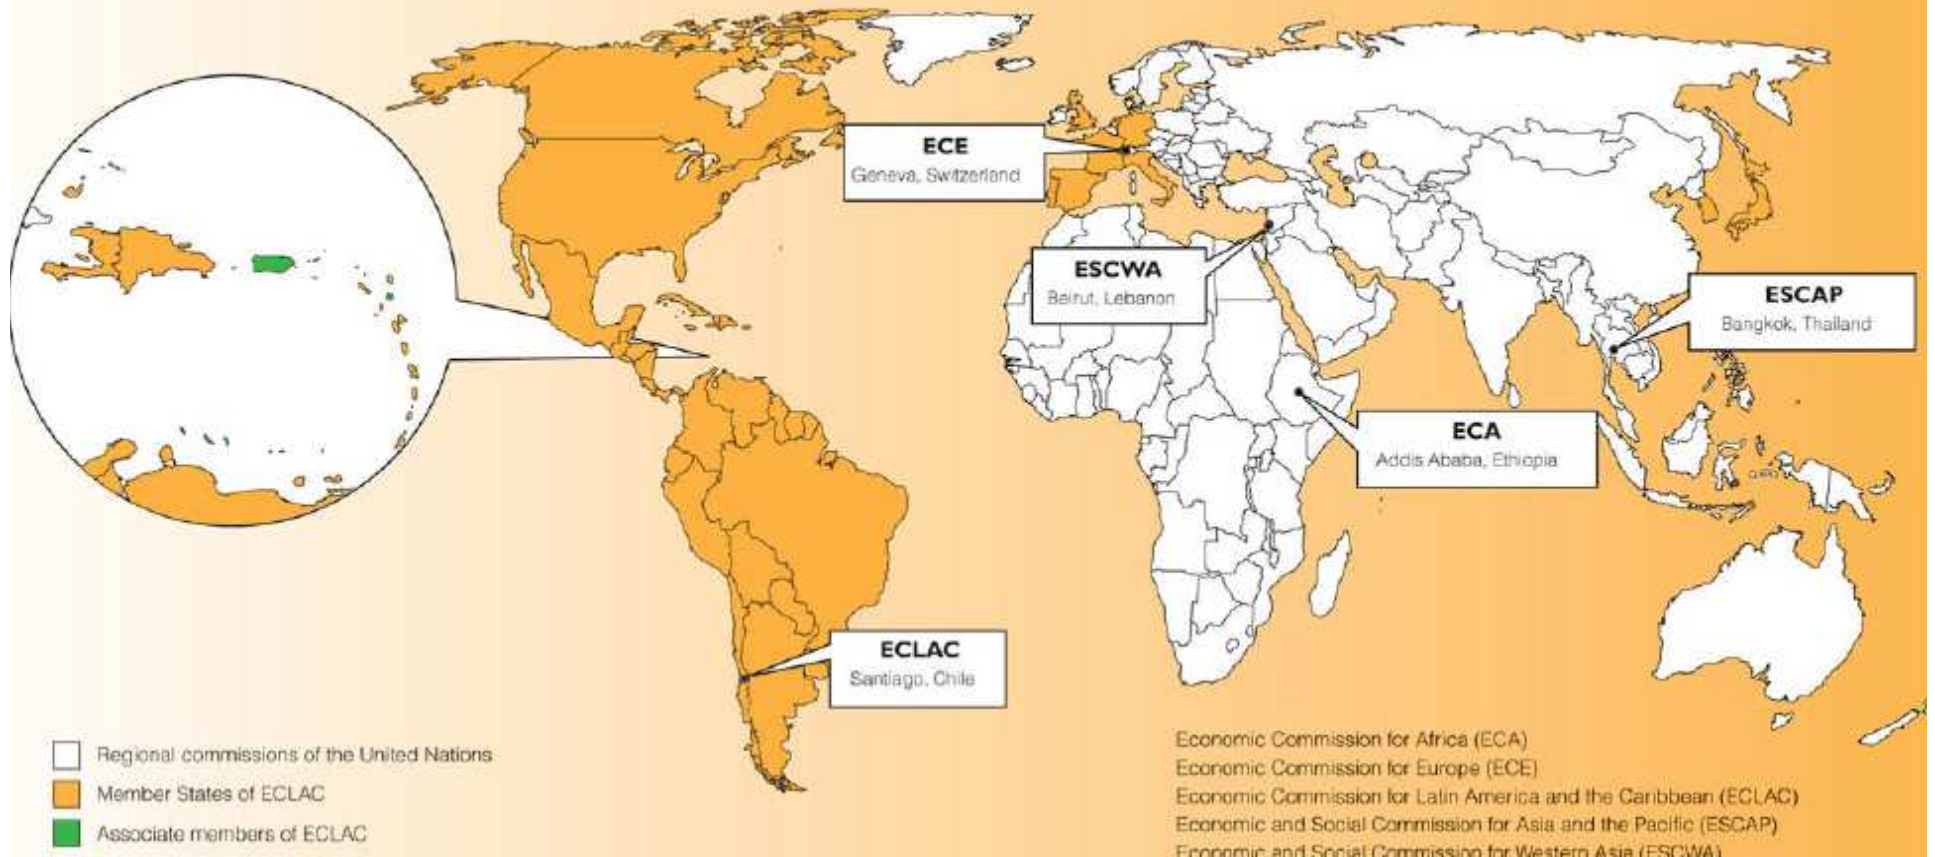 ECE
Geneva, Switzerland
ESCWA
Beirut, Lebanon
ESCAP
Bangkok, Thailand
ECA
Addis Ababa, Ethiopia
ECLAC
Santiago, Chile
Regional commissions of the United Nations
Member States of ECLAC
Associate members of ECLAC
Economic Commission for Africa (ECA)
Economic Commission for Europe (ECE)
Economic Commission for Latin America and the Caribbean (ECLAC)
Economic and Social Commission for Asia and the Pacific (ESCAP)
Economic and Social Commission for Western Asia (ESCWA)